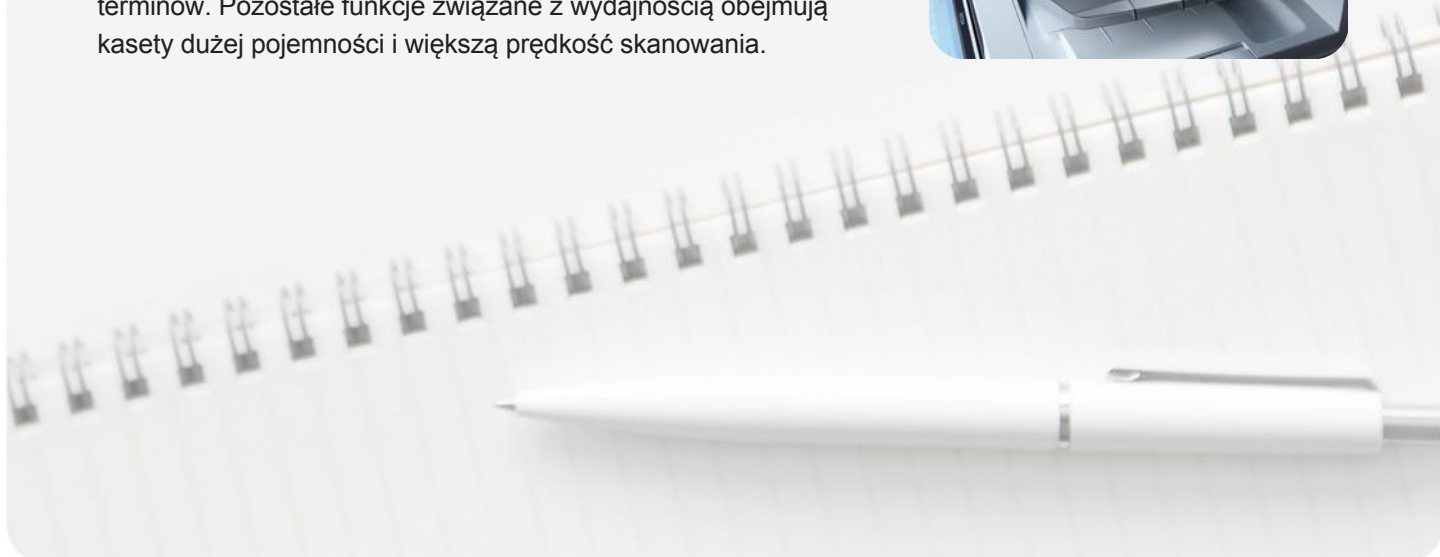 terminów. Pozostałe funkcje związane z wydajnością obejmują
kasety dużej pojemności i większą prędkość skanowania.